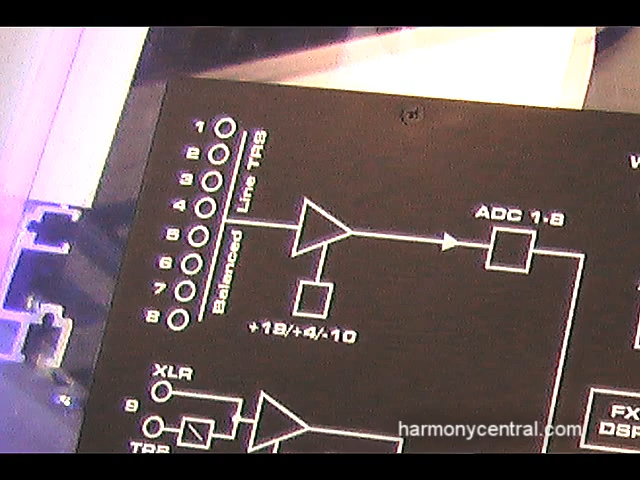 1
2
3
4
5
6
7
8
Balanced Line TRS
ADC 1-8
+19/+4/-10
XLR
9
TRS
FX
DSP
harmonycentral.com